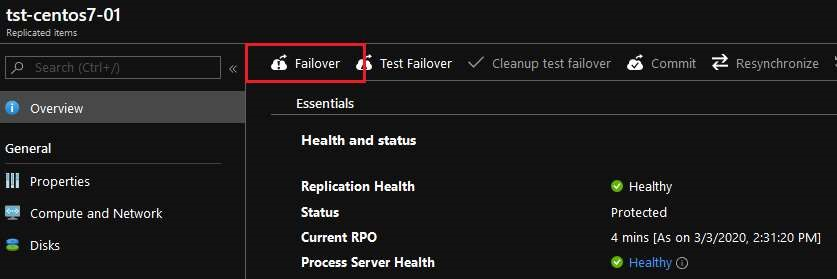 tst-centos7-01
Replicated items
Search (Ctrl+/)
«
Failover
Test Failover
Cleanup test failover
Commit
Resynchronize
Overview
Essentials
General
Health and status
Properties
Replication Health
Healthy
Compute and Network
Status
Protected
Disks
Current RPO
4 mins [As on 3/3/2020, 2:31:20 PM]
Process Server Health
Healthy